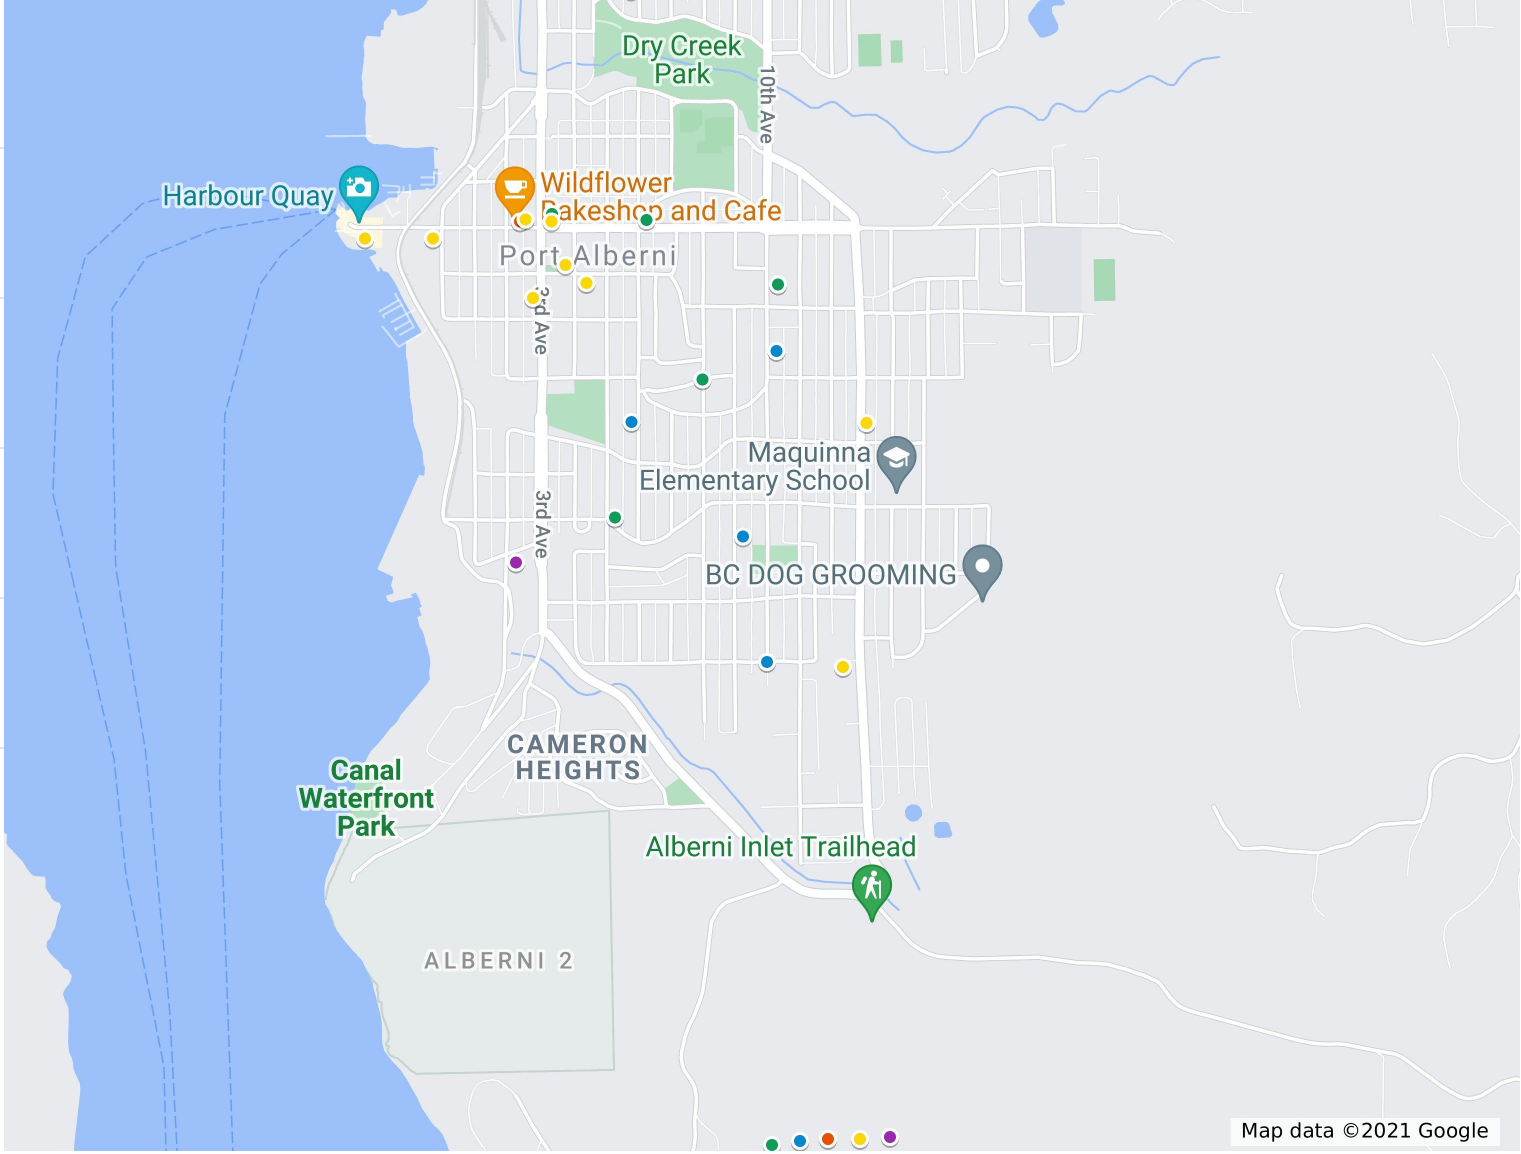 Dry Creek
Park
10th Ave
Harbour Quay
Wildflower
Bakeshop and Cafe
Port Alberni
3rd Ave
Maquinna
Elementary School
3rd Ave
BC DOG GROOMING
CAMERON
HEIGHTS
Canal
Waterfront
Park
Alberni Inlet Trailhead
ALBERNI 2
Map data ©2021 Google